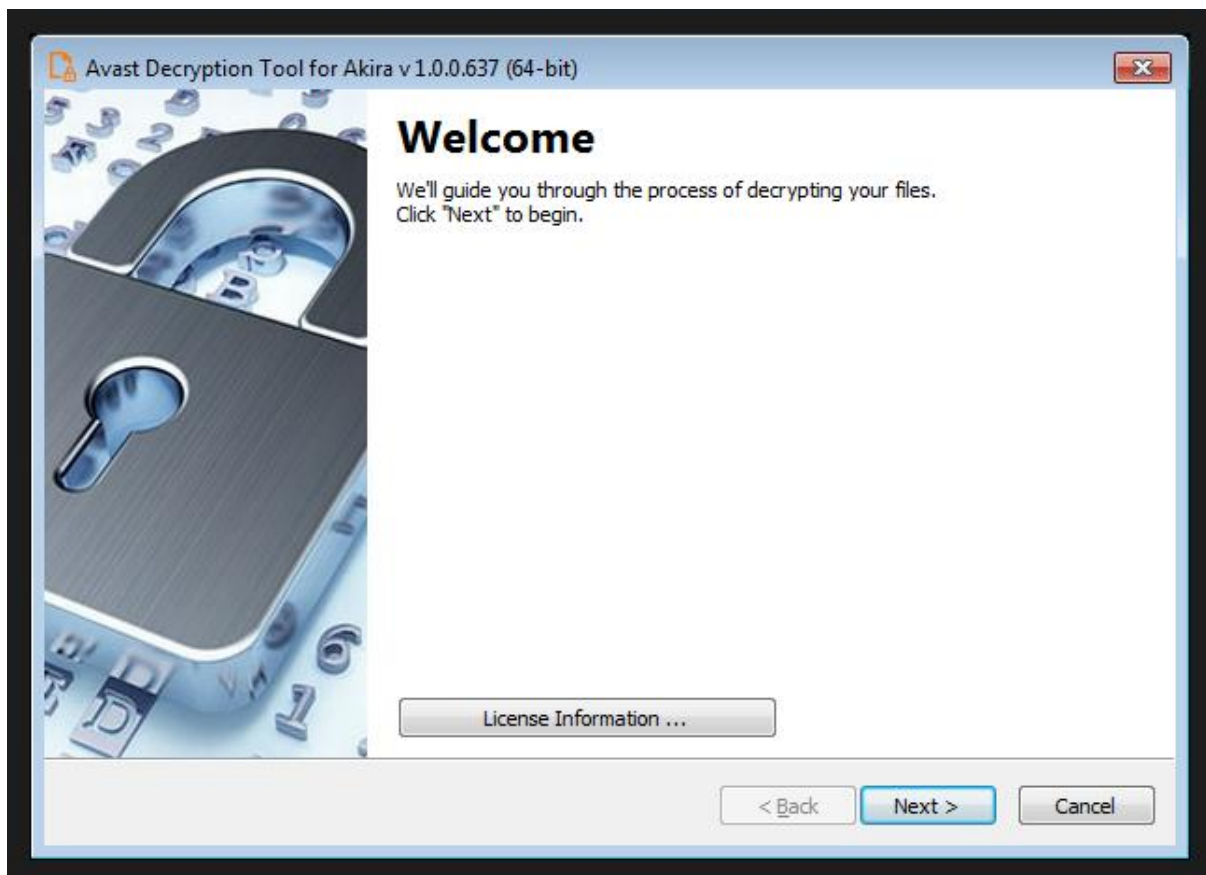 Avast Decryption Tool for Akira v 1.0.0.637 (64-bit)
Welcome
We'll guide you through the process of decrypting your files.
Click "Next" to begin.
License Information ...
< Back
Next >
Cancel